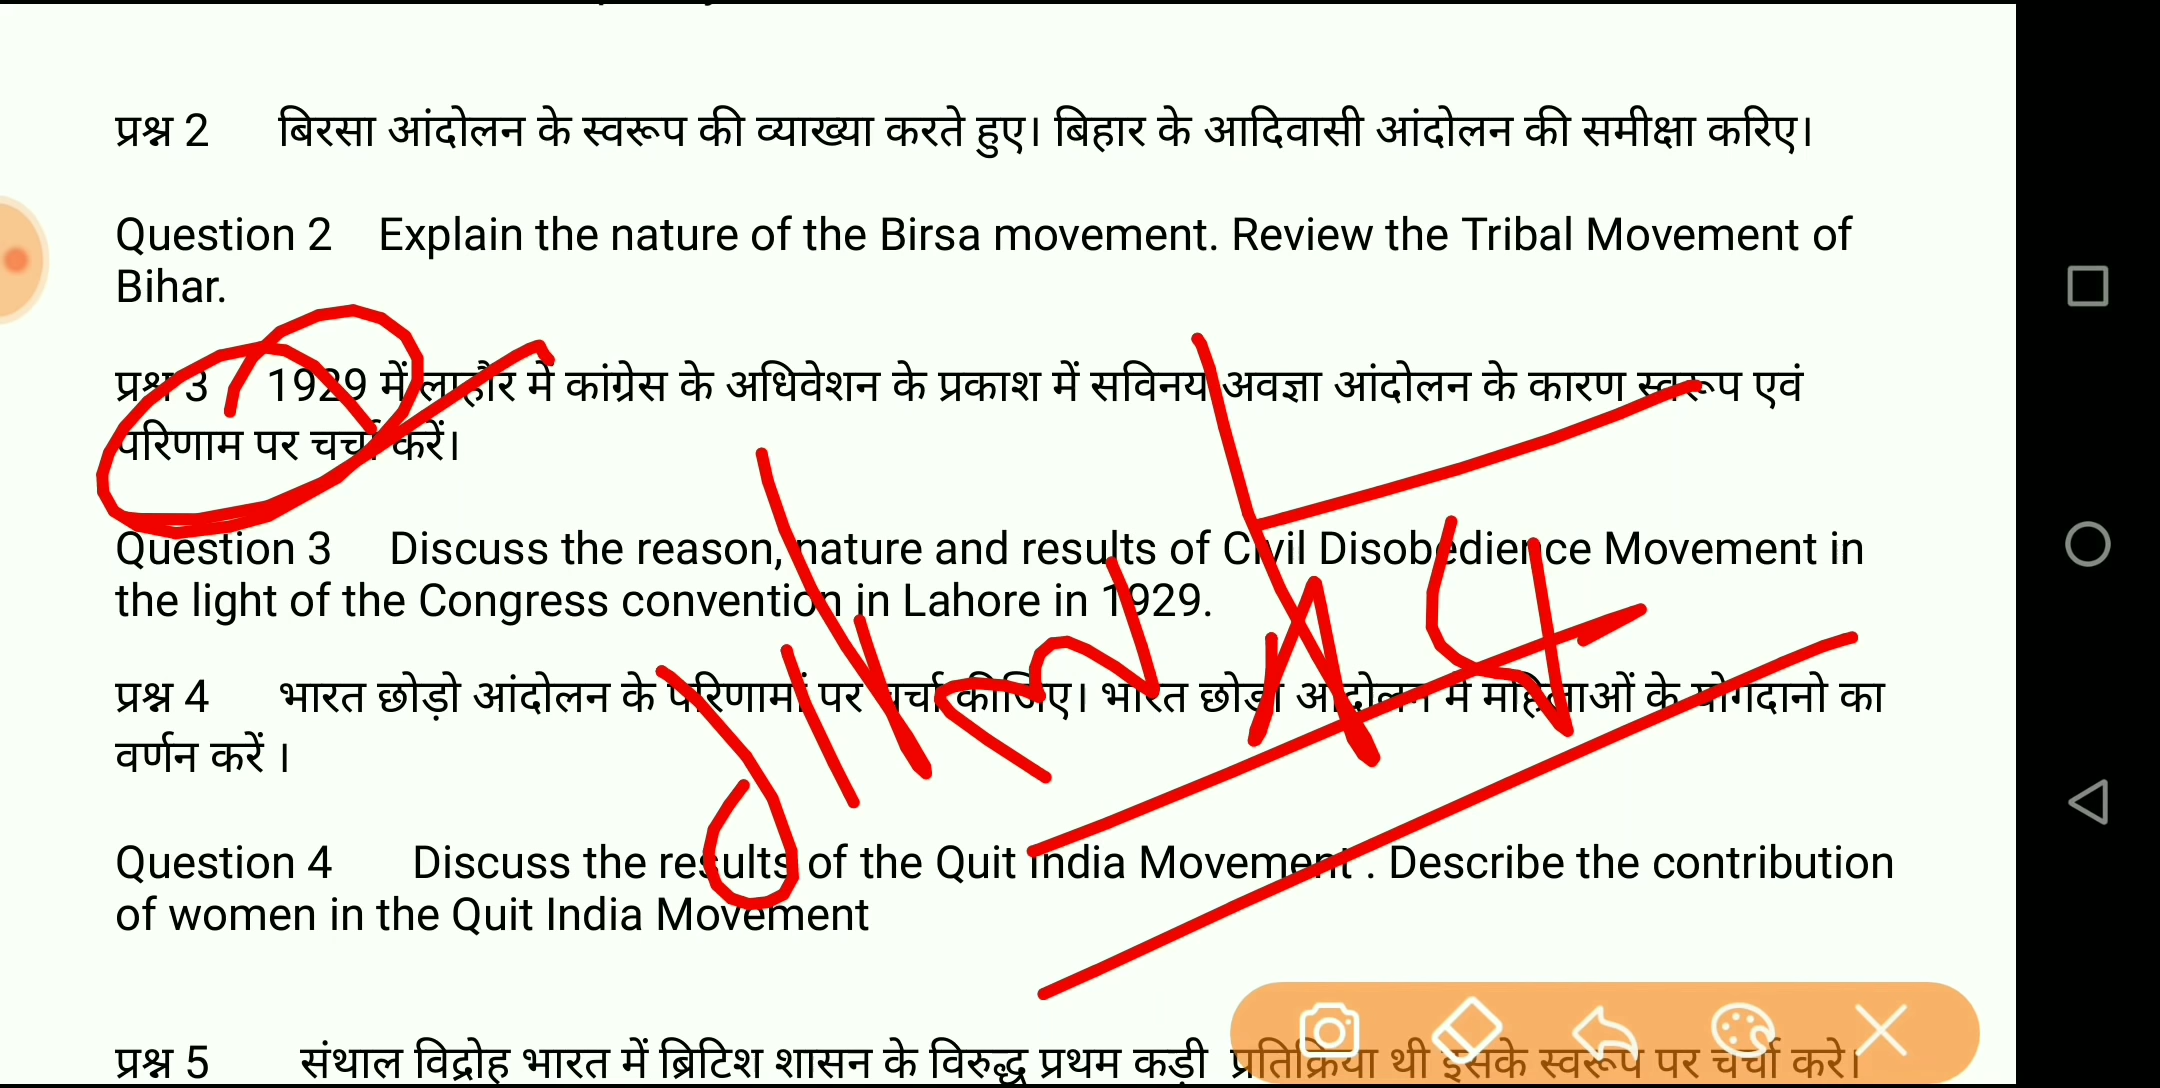 प्रश्न 2 बिरसा आंदोलन के स्वरूप की व्याख्या करते हुए। बिहार के आदिवासी आंदोलन की समीक्षा करिए।
Question 2 Explain the nature of the Birsa movement. Review the Tribal Movement of
Bihar.
प्रश्न 3 1929 में लाहौर में कांग्रेस के अधिवेशन के प्रकाश में सविनय अवज्ञा आंदोलन के कारण स्वरूप एवं
परिणाम पर चर्चा करें।
Question 3 Discuss the reason, nature and results of Civil Disobedience Movement in
the light of the Congress convention in Lahore in 1929.
प्रश्न 4 भारत छोड़ो आंदोलन के परिणामों पर चर्चा कीजिए। भारत छोड़ो आंदोलन में महिलाओं के योगदानो का
वर्णन करें ।
Question 4 Discuss the results of the Quit India Movement . Describe the contribution
of women in the Quit India Movement
प्रश्न 5 संथाल विद्रोह भारत में ब्रिटिश शासन के विरुद्ध प्रथम कड़ी प्रतिक्रिया थी इसके स्वरूप पर चर्चा करे।